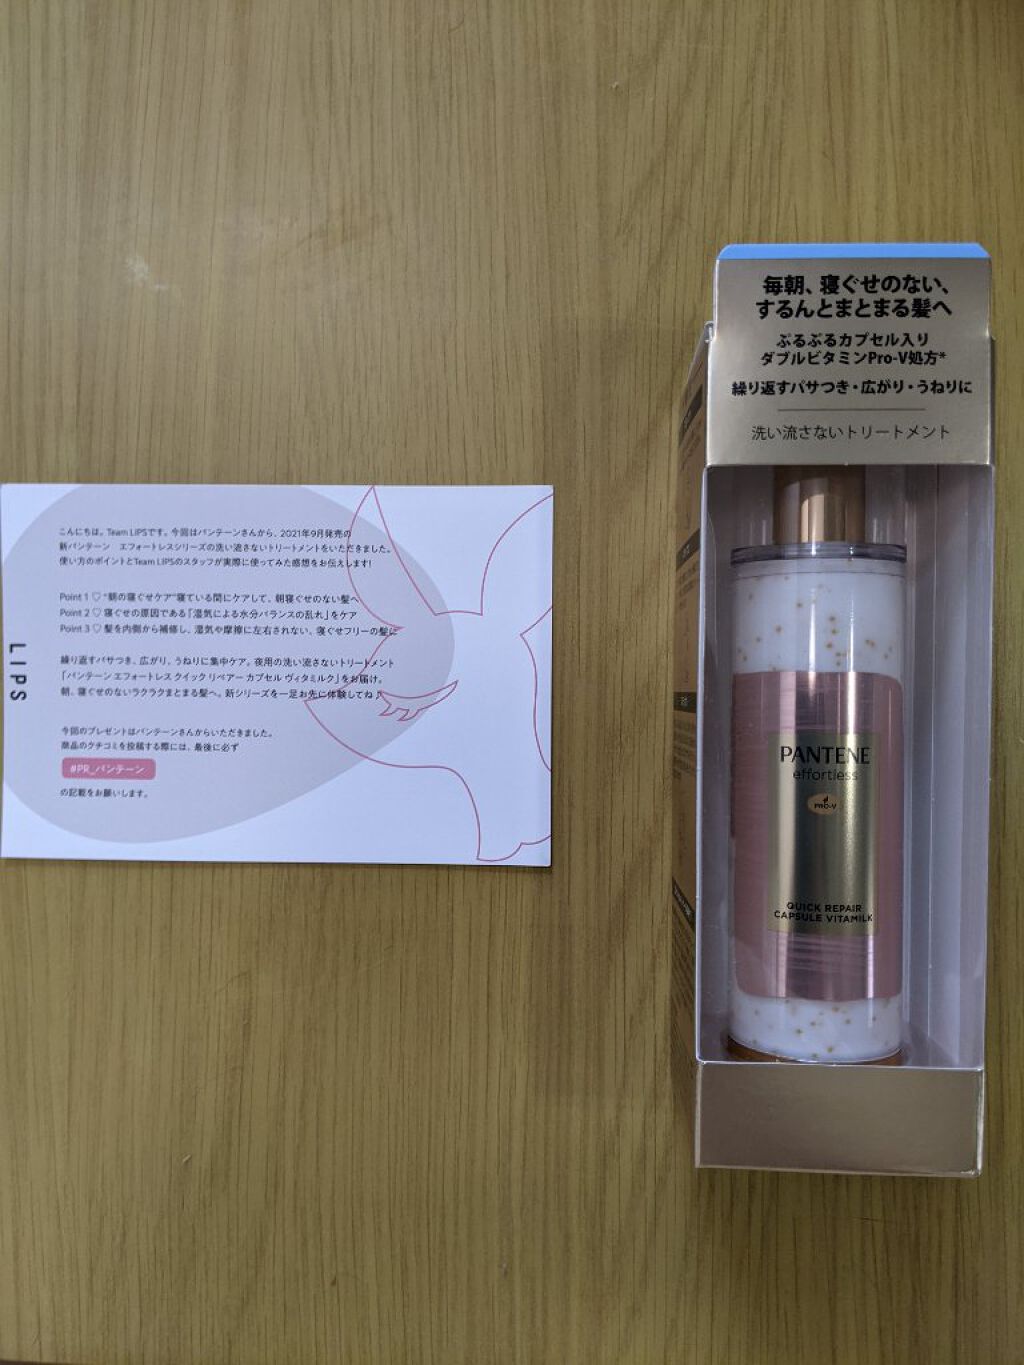 こんにちは。Team LIPSです。今回はパンテーンさんから、2021年9月発売の
新パンテーン エフォートレスシリーズの洗い流さないトリートメントをいただきました。
使い方のポイントとTeam LIPSのスタッフが実際に使ってみた感想をお伝えします!
Point 1 ♡ "朝の寝ぐせケア"寝ている間にケアして、朝寝ぐせのない髪へ
Point 2 ♡ 寝ぐせの原因である「湿気による水分バランスの乱れ」をケア
Point 3 ♡ 髪を内側から補修し、湿気や摩擦に左右されない、寝ぐせフリーの髪に
繰り返すパサつき、広がり、うねりに集中ケア。夜用の洗い流さないトリートメント
「パンテーン エフォートレス クイック リペアー カプセル ヴィタミルク」をお届け。
朝、寝ぐせのないラクラクまとまる髪へ。新シリーズを一足お先に体験してね♪
今回のプレゼントはパンテーンさんからいただきました。
商品のクチコミを投稿する際には、最後に必ず
#PR_パンテーン
の記載をお願いします。
LIPS
毎朝、寝ぐせのない、
するんとまとまる髪へ
ぷるぷるカプセル入り
ダブルビタミンPro-V処方*
繰り返すパサつき・広がり・うねりに
洗い流さないトリートメント
PANTENE
effortless
PRO-V
QUICK REPAIR
CAPSULE VITAMILK